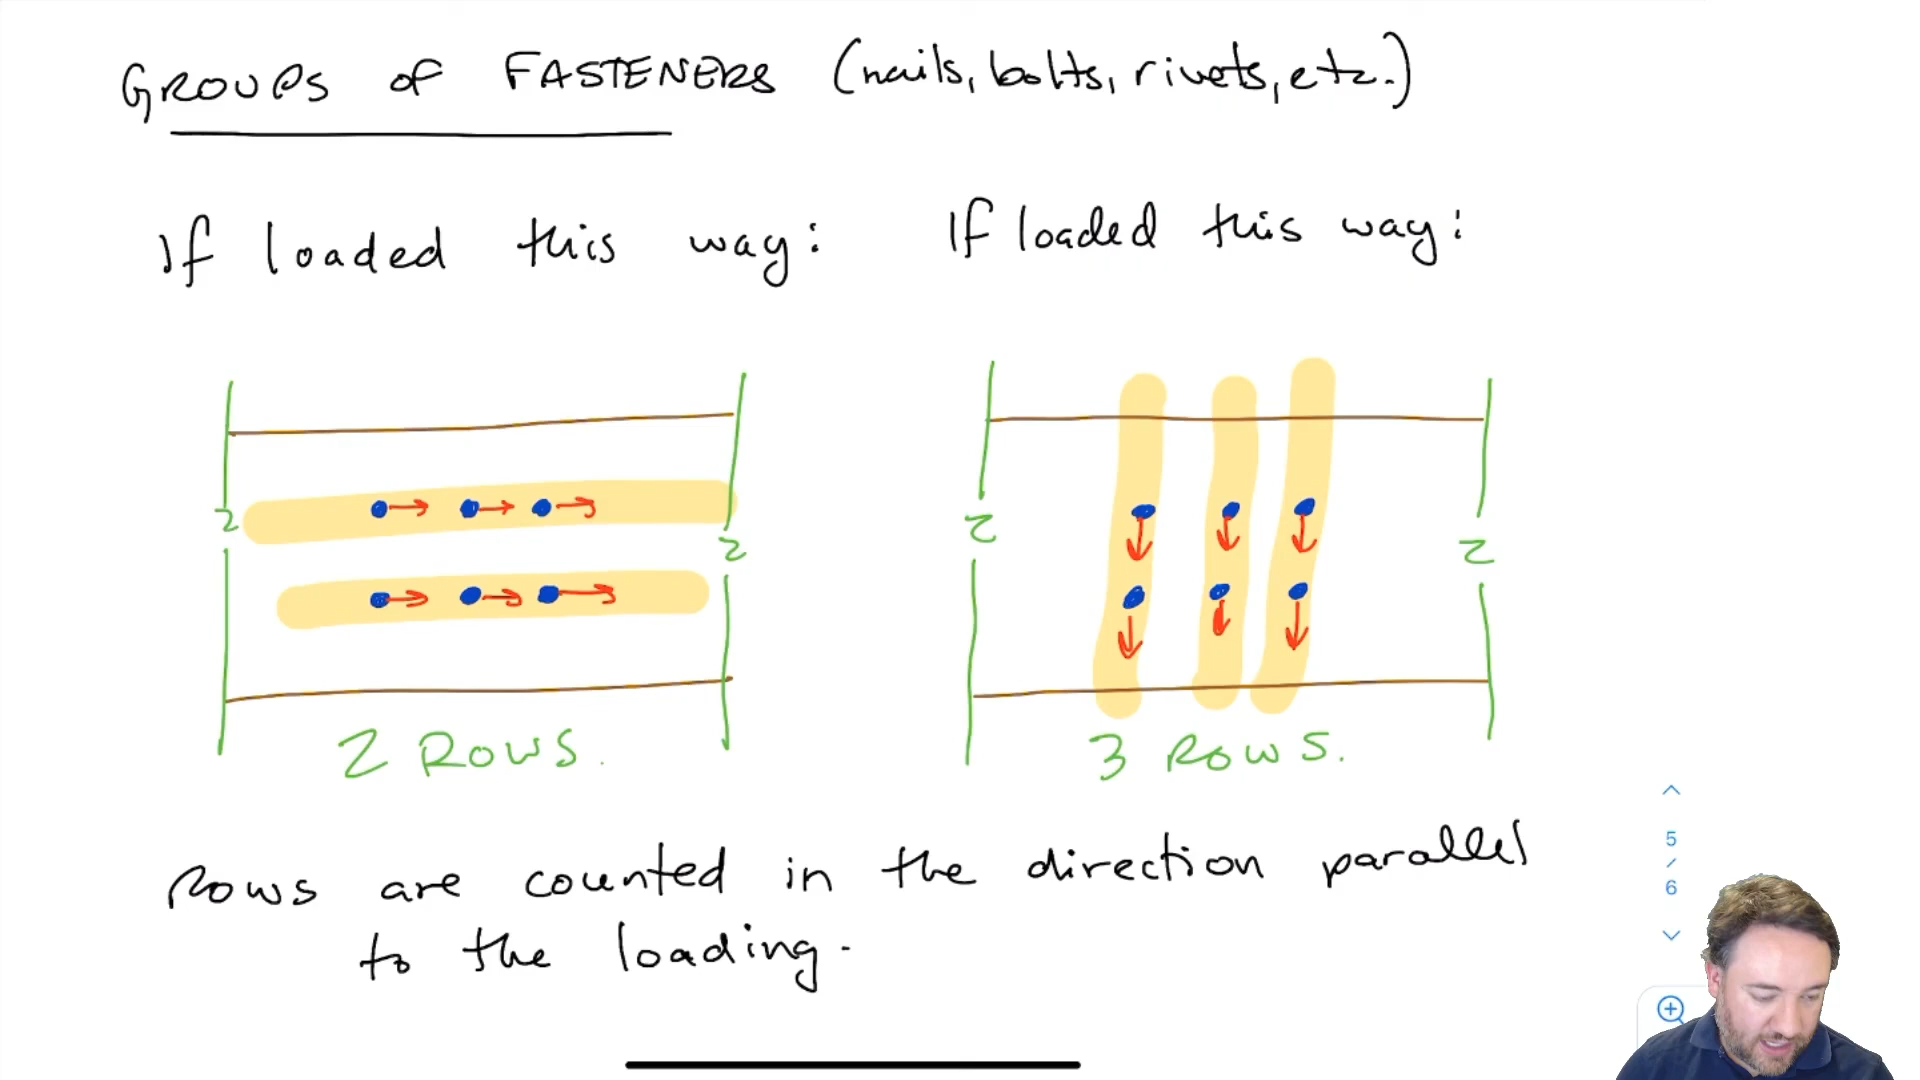 GROUPS of FASTENERS (nails, bolts, rivets, etc.)
If loaded this way:
If loaded this way:
2 ROWS.
3 ROWS.
Rows are counted in the direction parallel
to the loading.
5
/
6